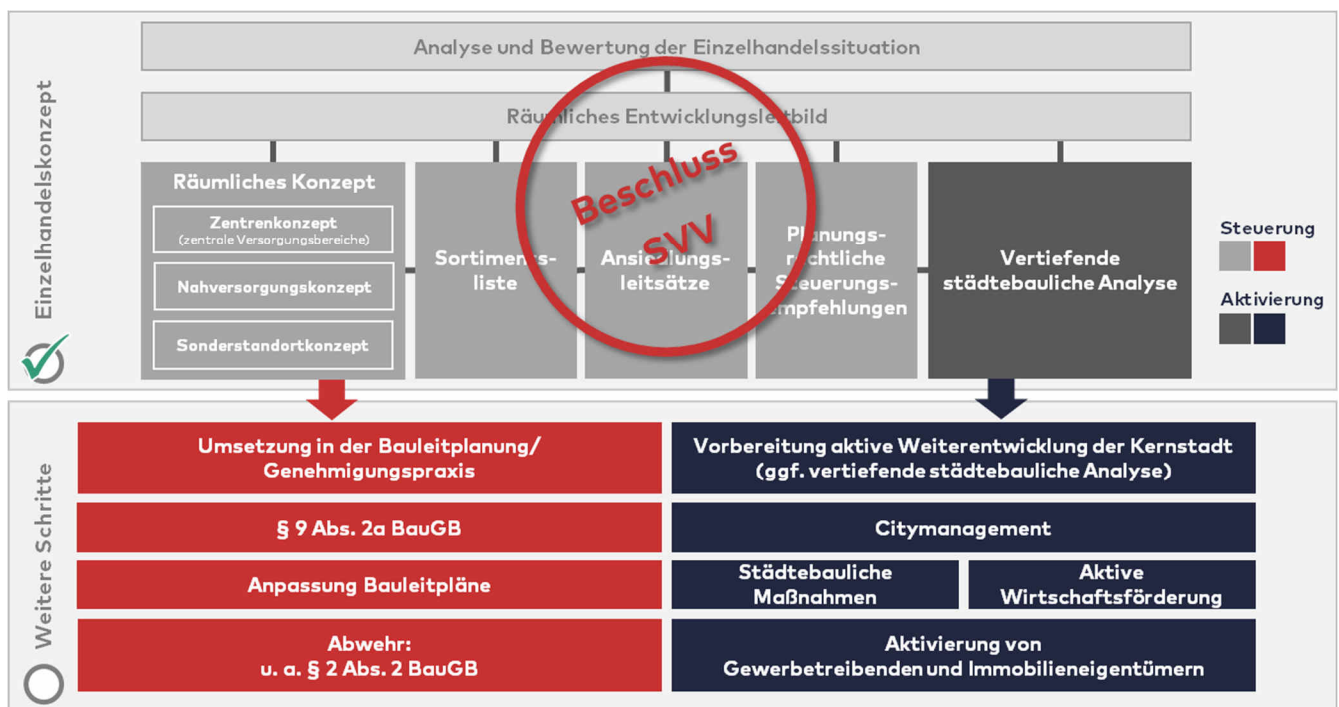 Einzelhandelskonzept
Analyse und Bewertung der Einzelhandelssituation
Räumliches Entwicklungsleitbild
Räumliches Konzept
Zentrenkonzept
(zentrale Versorgungsbereiche)
Nahversorgungskonzept
Sonderstandortkonzept
Sortiments-
liste
Ansiedlungs-
leitsätze
Planungs-
rechtliche
Steuerungs-
empfehlungen
Vertiefende
städtebauliche Analyse
Beschluss
SVV
Steuerung
Aktivierung
Weitere Schritte
Umsetzung in der Bauleitplanung/
Genehmigungspraxis
§ 9 Abs. 2a BauGB
Anpassung Bauleitpläne
Abwehr:
u. a. § 2 Abs. 2 BauGB
Vorbereitung aktive Weiterentwicklung der Kernstadt
(ggf. vertiefende städtebauliche Analyse)
Citymanagement
Städtebauliche
Maßnahmen
Aktive
Wirtschaftsförderung
Aktivierung von
Gewerbetreibenden und Immobilieneigentümern